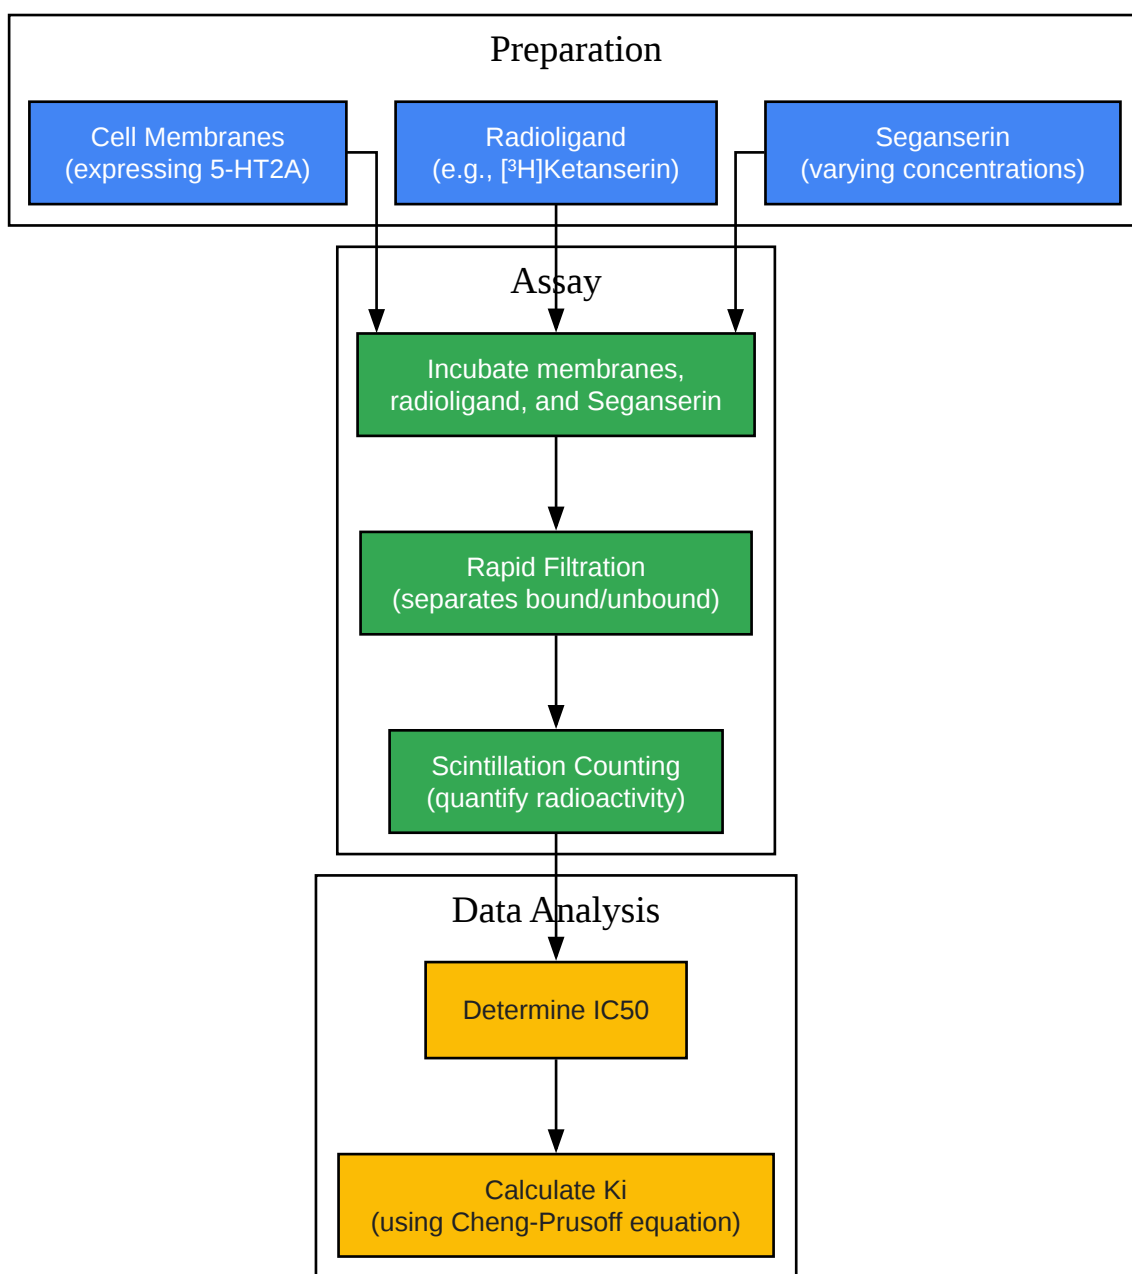 Preparation
Cell Membranes
(expressing 5-HT2A)
Radioligand
(e.g., [³H]Ketanserin)
Seganserin
(varying concentrations)
Assay
Incubate membranes,
radioligand, and Seganserin
Rapid Filtration
(separates bound/unbound)
Scintillation Counting
(quantify radioactivity)
Data Analysis
Determine IC50
Calculate Ki
(using Cheng-Prusoff equation)